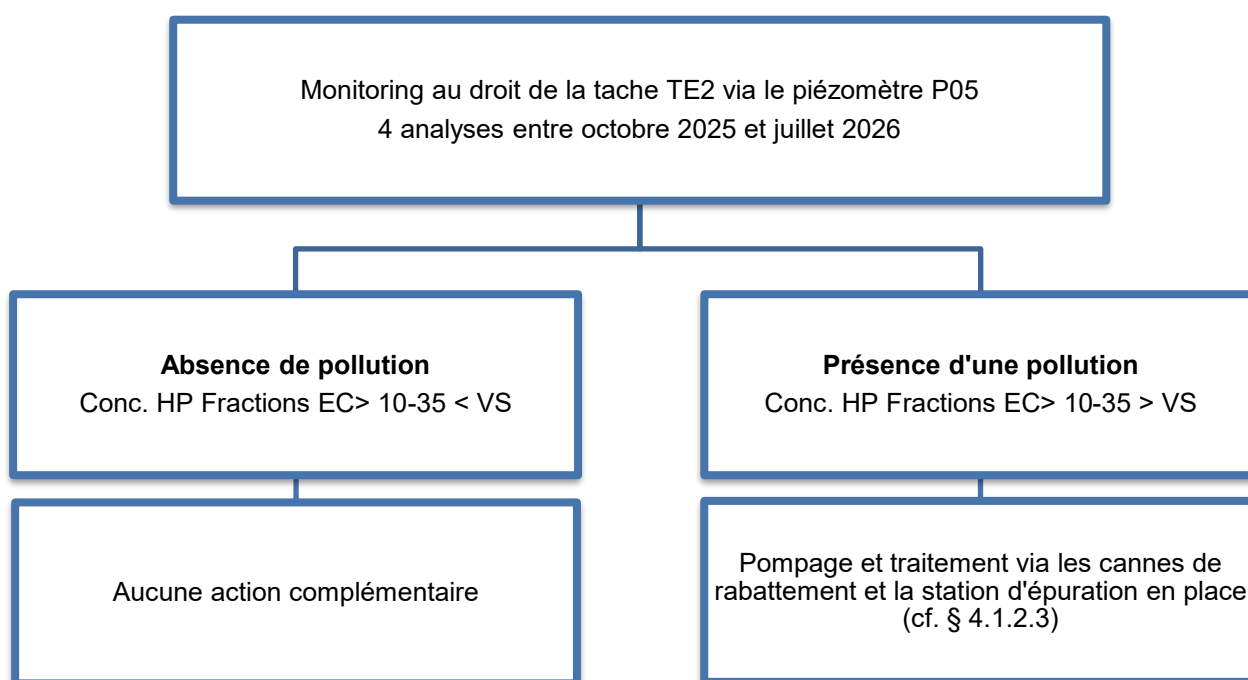 Monitoring au droit de la tache TE2 via le piézomètre P05
4 analyses entre octobre 2025 et juillet 2026
Absence de pollution
Conc. HP Fractions EC> 10-35 < VS
Présence d'une pollution
Conc. HP Fractions EC> 10-35 > VS
Aucune action complémentaire
Pompage et traitement via les cannes de
rabattement et la station d'épuration en place
(cf. § 4.1.2.3)